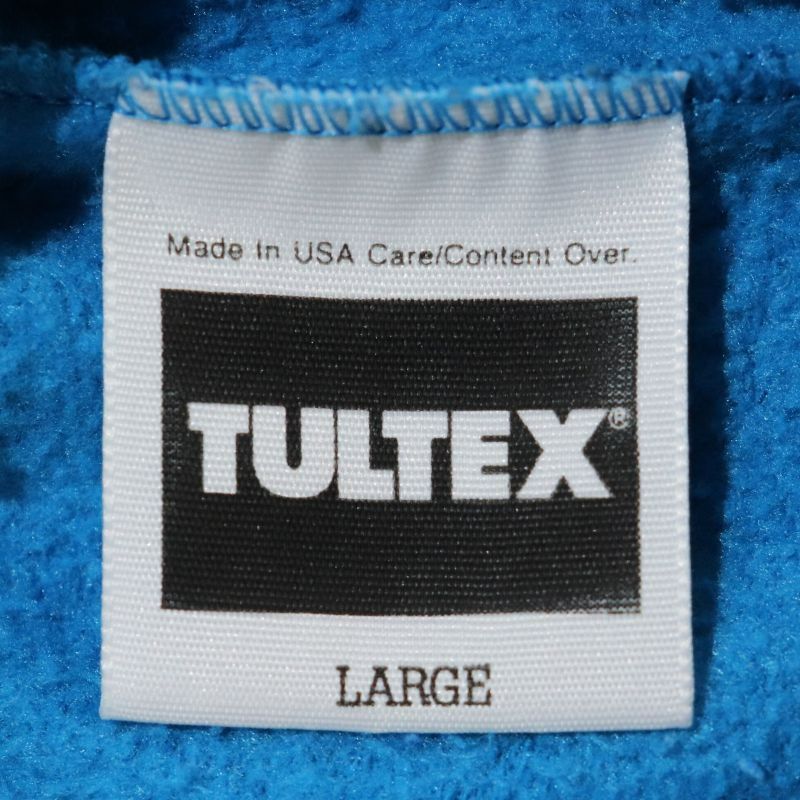 Made In USA Care/Content Over.
TULTEX®
LARGE